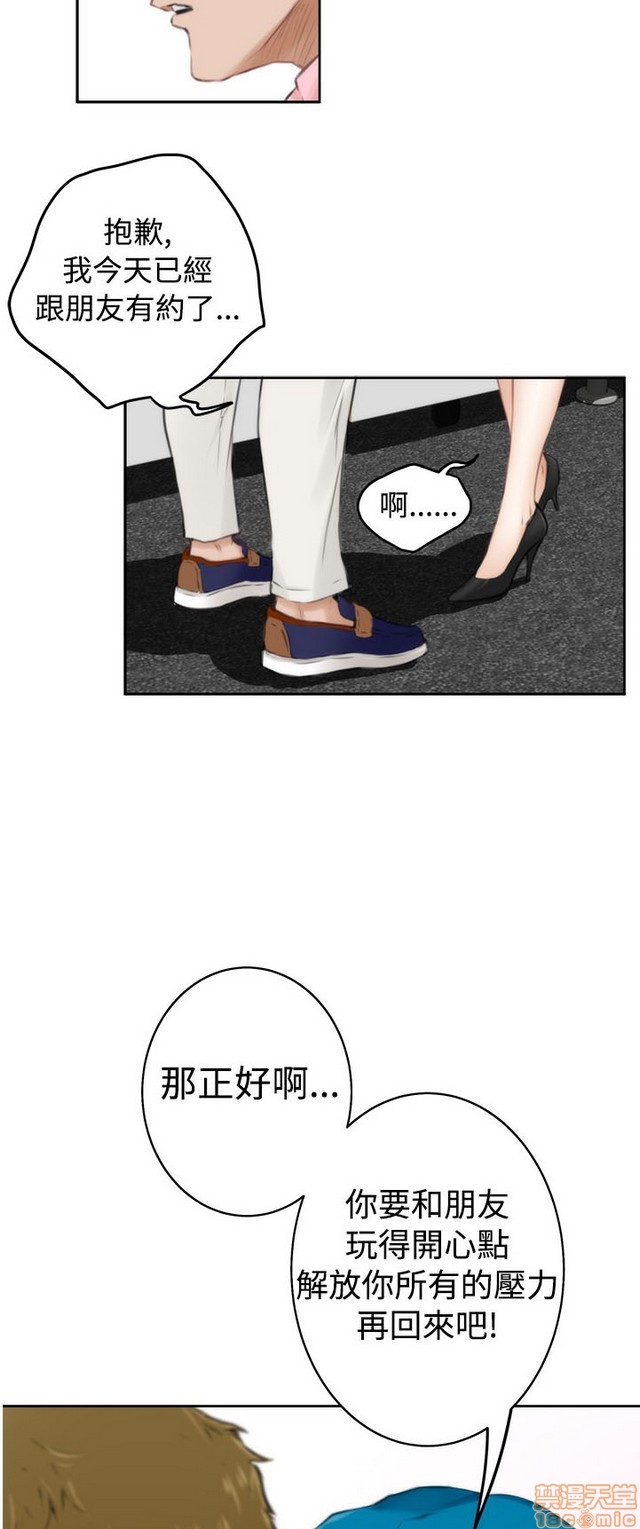 抱歉,
我今天已經
跟朋友有約了...
啊......
那正好啊...
你要和朋友
玩得開心點
解放你所有的壓力
再回來吧!
禁漫天堂
18comic